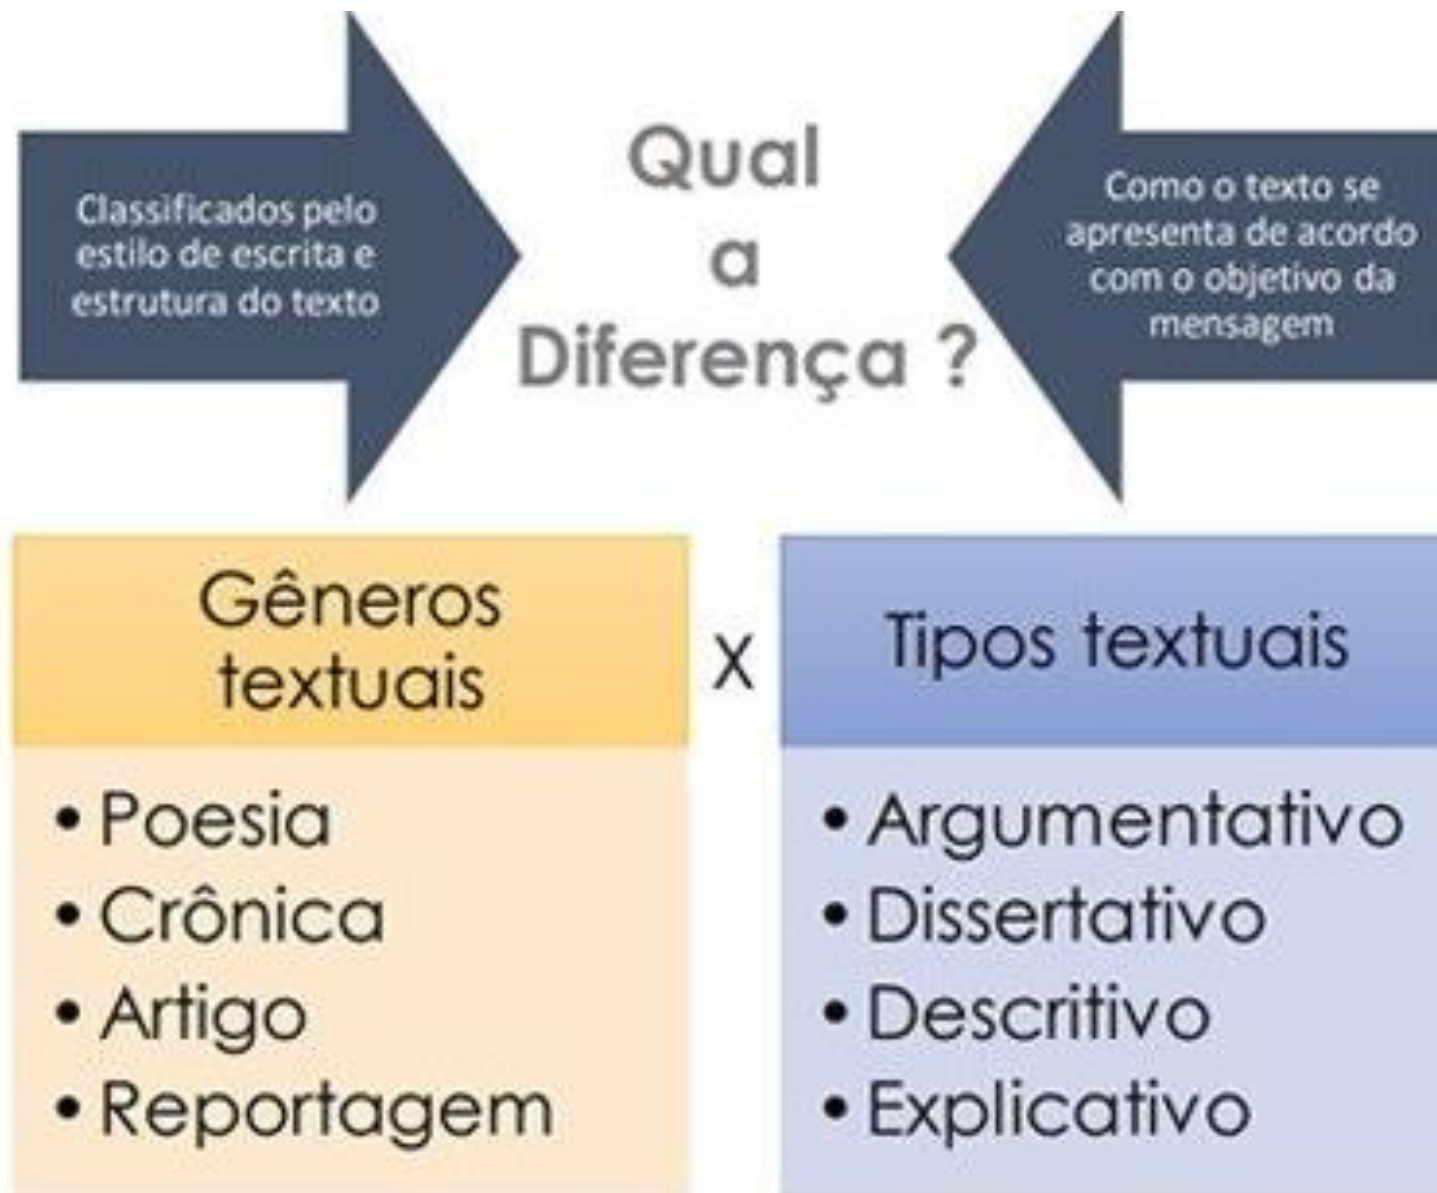 Classificados pelo
estilo de escrita e
estrutura do texto
Qual
a
Diferença ?
Como o texto se
apresenta de acordo
com o objetivo da
mensagem
Gêneros
textuais
X
Tipos textuais
• Poesia
• Crônica
• Artigo
• Reportagem
• Argumentativo
• Dissertativo
• Descritivo
• Explicativo